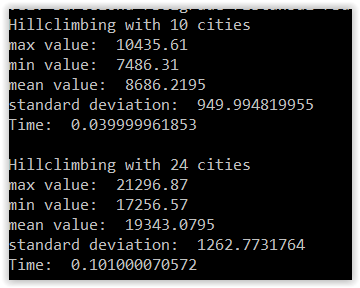 Hillclimbing with 10 cities
max value:  10435.61
min value:  7486.31
mean value:  8686.2195
standard deviation:  949.994819955
Time:  0.039999961853

Hillclimbing with 24 cities
max value:  21296.87
min value:  17256.57
mean value:  19343.0795
standard deviation:  1262.7731764
Time:  0.101000070572